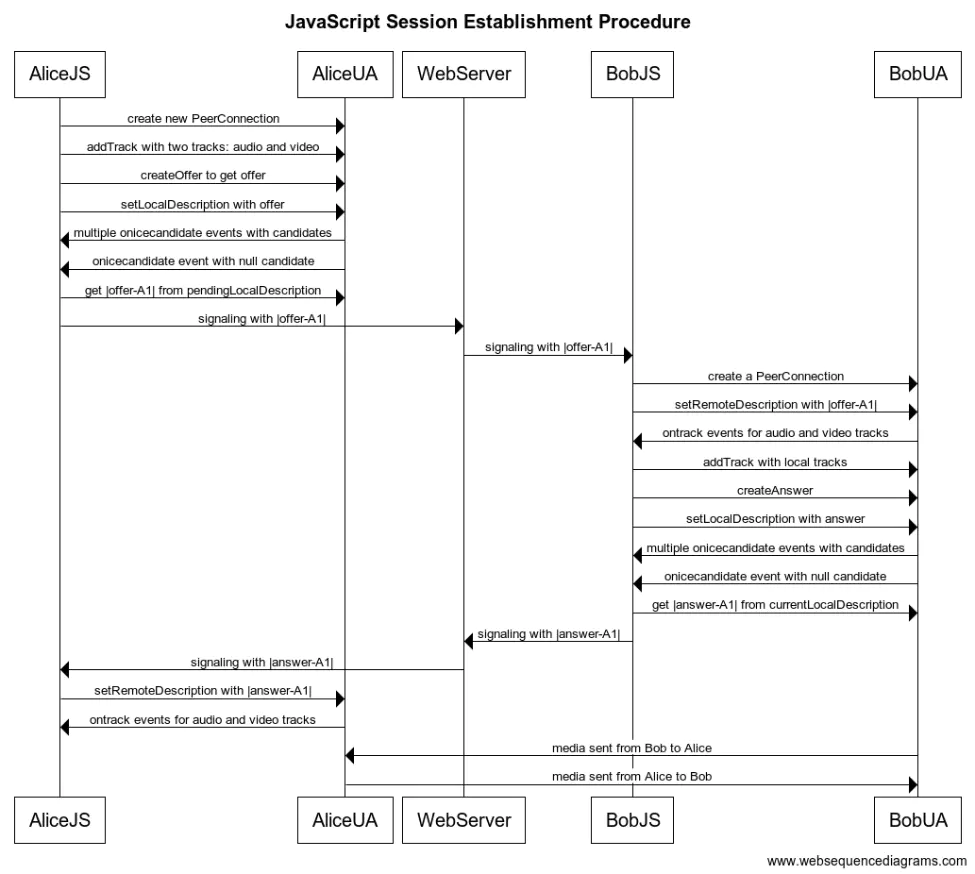 JavaScript Session Establishment Procedure
AliceJS
AliceUA
WebServer
BobJS
BobUA
create new PeerConnection
addTrack with two tracks: audio and video
createOffer to get offer
setLocalDescription with offer
multiple onicecandidate events with candidates
onicecandidate event with null candidate
get |offer-A1| from pendingLocalDescription
signaling with |offer-A1|
signaling with |offer-A1|
create a PeerConnection
setRemoteDescription with |offer-A1|
ontrack events for audio and video tracks
addTrack with local tracks
createAnswer
setLocalDescription with answer
multiple onicecandidate events with candidates
onicecandidate event with null candidate
get |answer-A1| from currentLocalDescription
signaling with |answer-A1|
signaling with |answer-A1|
setRemoteDescription with |answer-A1|
ontrack events for audio and video tracks
media sent from Bob to Alice
media sent from Alice to Bob
AliceJS
AliceUA
WebServer
BobJS
BobUA
www.websequencediagrams.com